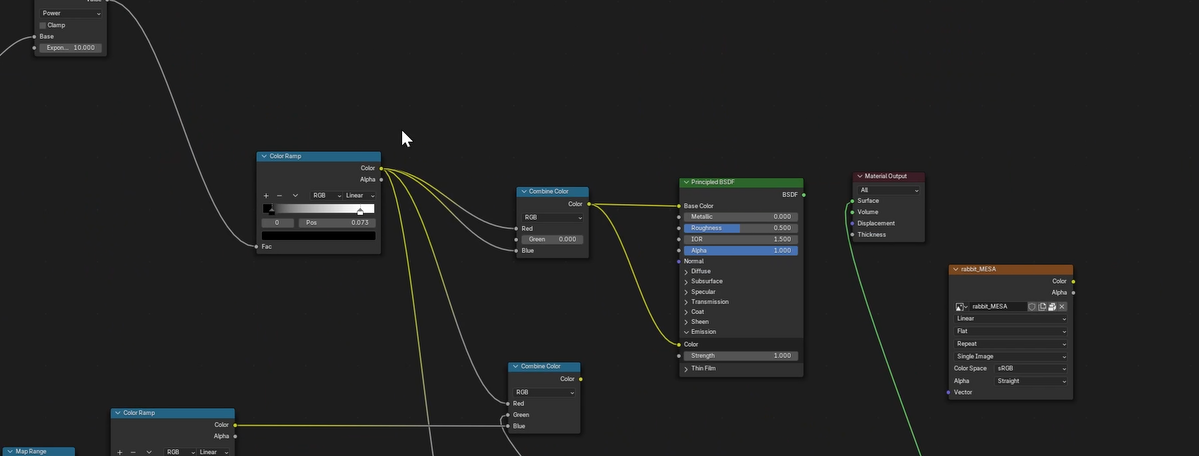 Power
Clamp
Base
Expon... 10.000
Color Ramp
Color
Alpha
+ − RGB Linear
0 Pos 0.073
Fac
Combine Color
Color
RGB
Red
Green 0.000
Blue
Principled BSDF
BSDF
Base Color
Metallic 0.000
Roughness 0.500
IOR 1.500
Alpha 1.000
Normal
Diffuse
Subsurface
Specular
Transmission
Coat
Sheen
Emission
Color
Strength 1.000
Thin Film
Material Output
All
Surface
Volume
Displacement
Thickness
rabbit_MESA
Color
Alpha
rabbit_MESA
Linear
Flat
Repeat
Single Image
Color Space sRGB
Alpha Straight
Vector
Combine Color
Color
RGB
Red
Green
Blue
Color Ramp
Color
Alpha
+ − RGB Linear
Map Range